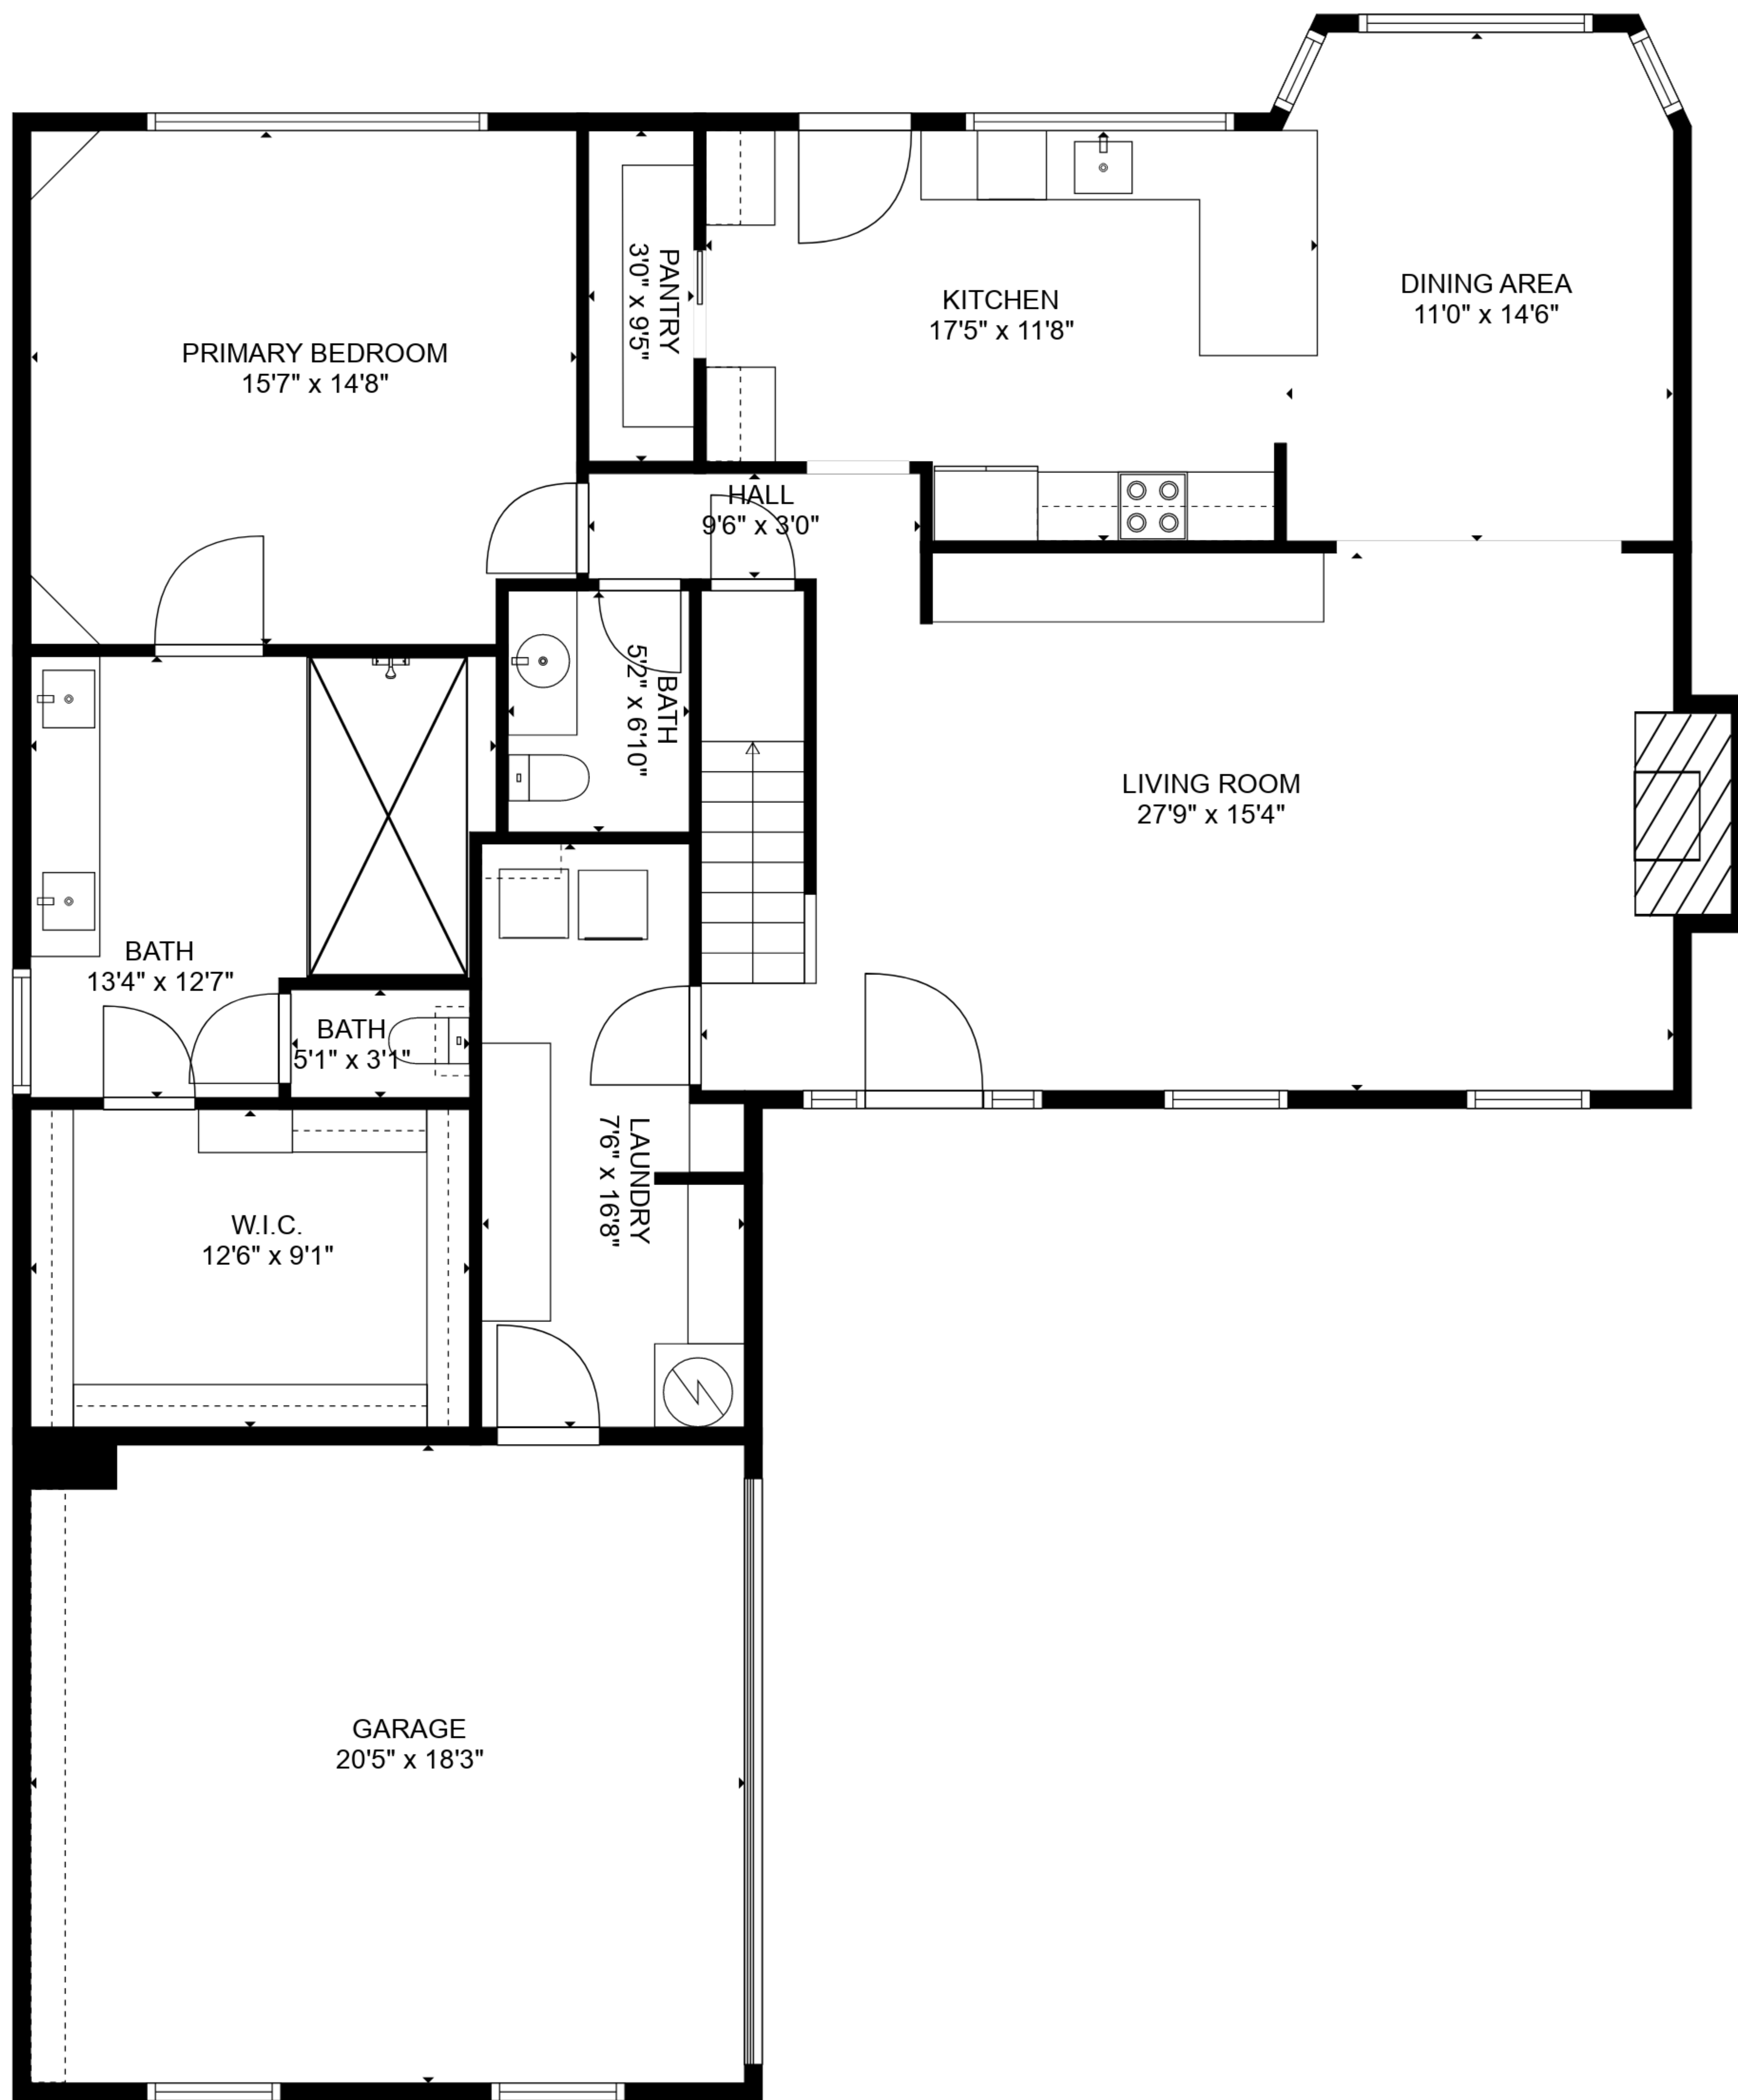 PRIMARY BEDROOM
15'7" x 14'8"
PANTRY
3'0" x 9'5"
KITCHEN
17'5" x 11'8"
DINING AREA
11'0" x 14'6"
HALL
9'6" x 3'0"
BATH
5'2" x 6'10"
LIVING ROOM
27'9" x 15'4"
BATH
13'4" x 12'7"
BATH
5'1" x 3'1"
LAUNDRY
7'6" x 16'8"
W.I.C.
12'6" x 9'1"
GARAGE
20'5" x 18'3"